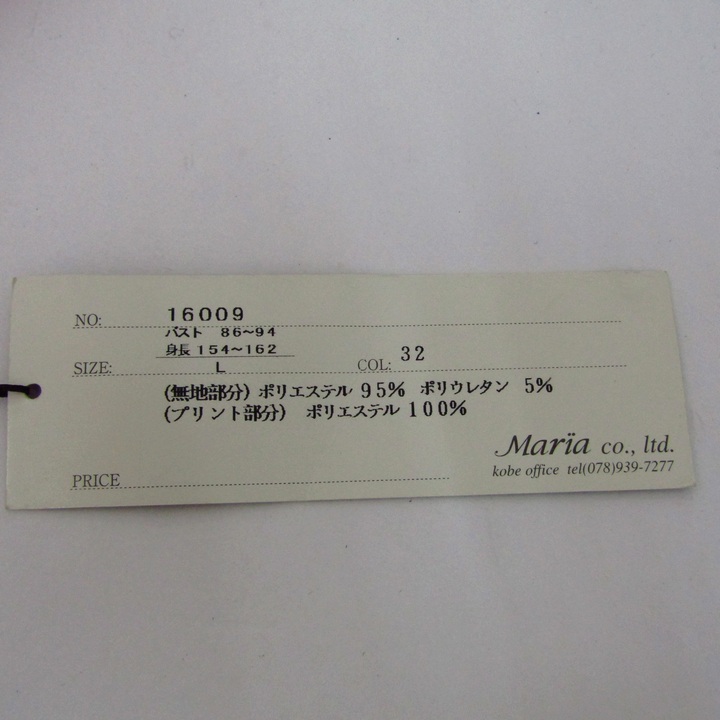 NO: 16009
バスト 86～94
身長 154～162
SIZE: L COL: 32
(無地部分) ポリエステル 95% ポリウレタン 5%
(プリント部分) ポリエステル 100%
Marïa co., ltd.
kobe office tel(078)939-7277
PRICE